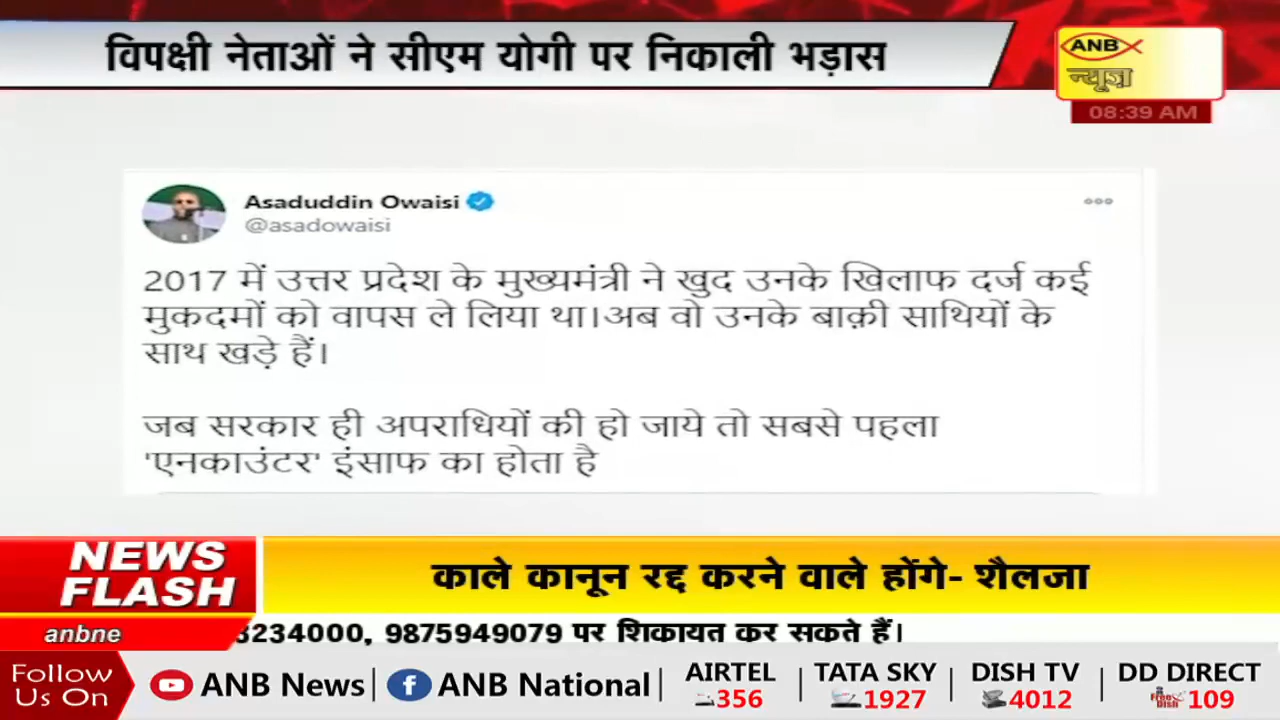 विपक्षी नेताओं ने सीएम योगी पर निकाली भड़ास
ANB
न्यूज़
08:39 AM
Asaduddin Owaisi
@asadowaisi
2017 में उत्तर प्रदेश के मुख्यमंत्री ने खुद उनके खिलाफ दर्ज कई
मुकदमों को वापस ले लिया था।अब वो उनके बाक़ी साथियों के
साथ खड़े हैं।
जब सरकार ही अपराधियों की हो जाये तो सबसे पहला
'एनकाउंटर' इंसाफ का होता है
NEWS
FLASH
काले कानून रद्द करने वाले होंगे- शैलजा
anbne
3234000, 9875949079 पर शिकायत कर सकते हैं।
Follow
Us On
ANB News
ANB National
AIRTEL
356
TATA SKY
1927
DISH TV
4012
DD DIRECT
Free Dish
109